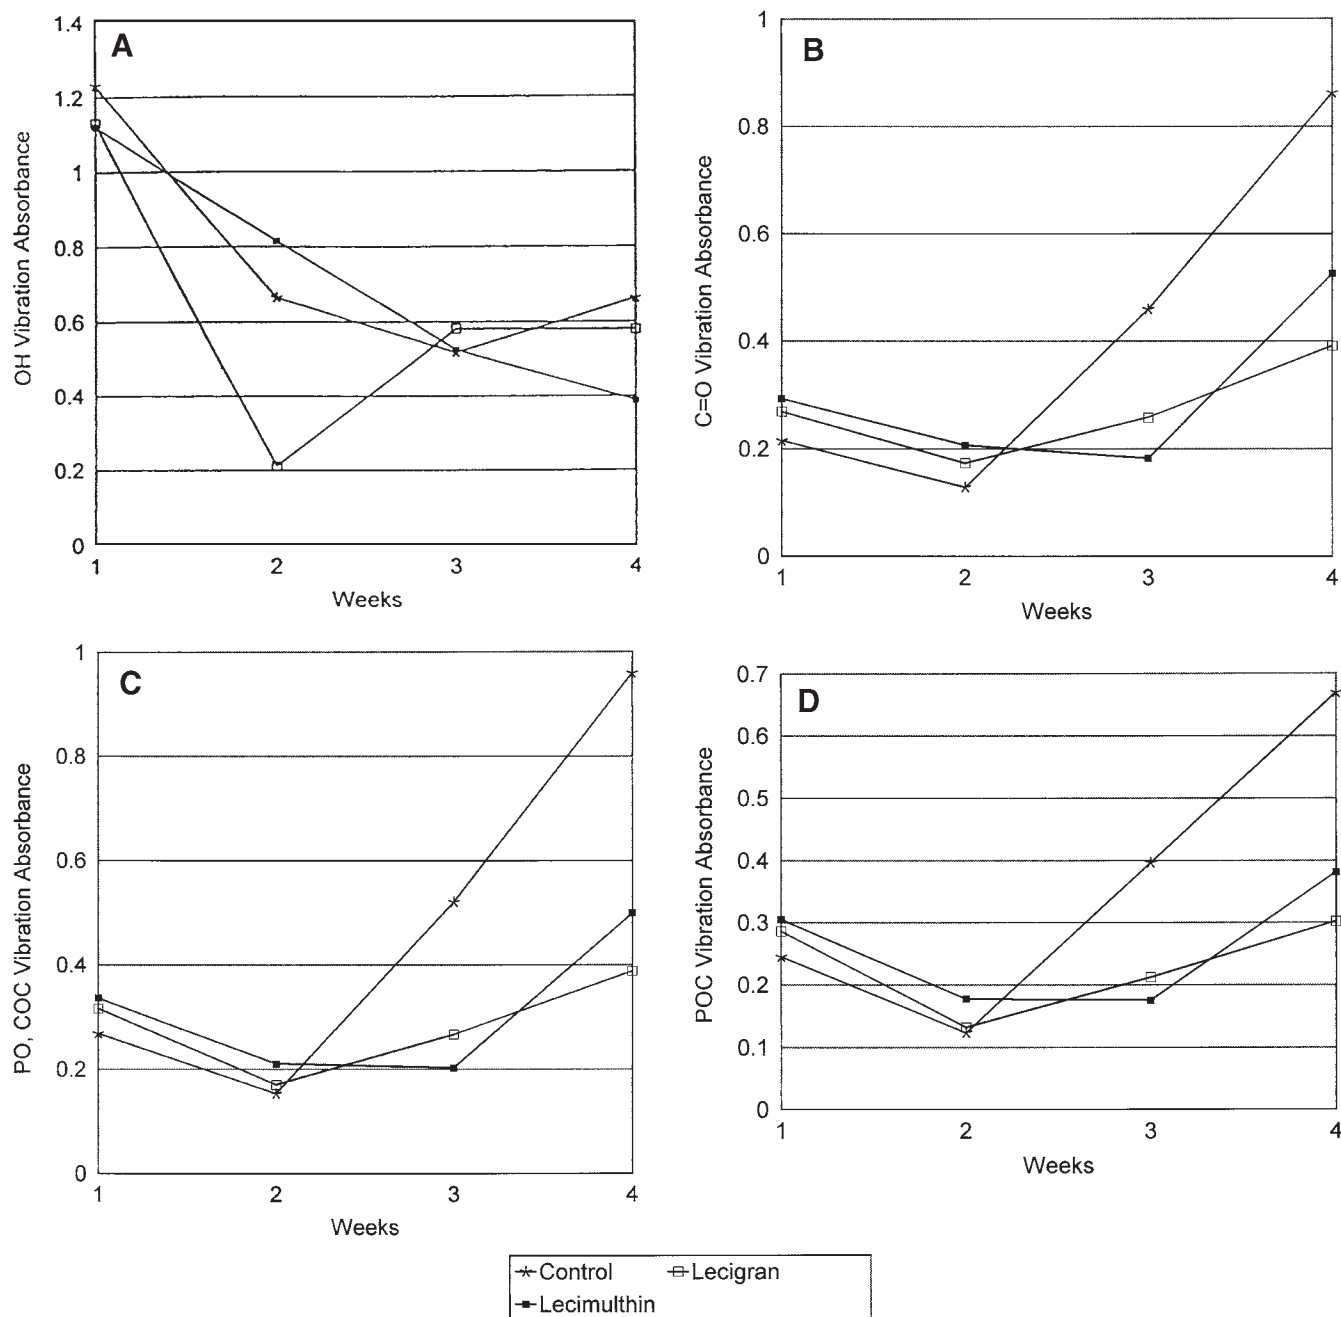 A
OH Vibration Absorbance
1.4
1.2
1
0.8
0.6
0.4
0.2
0
1 2 3 4
Weeks
B
C=O Vibration Absorbance
1
0.8
0.6
0.4
0.2
0
1 2 3 4
Weeks
C
PO, COC Vibration Absorbance
1
0.8
0.6
0.4
0.2
0
1 2 3 4
Weeks
D
POC Vibration Absorbance
0.7
0.6
0.5
0.4
0.3
0.2
0.1
0
1 2 3 4
Weeks
Control Lecigran
Lecimulthin